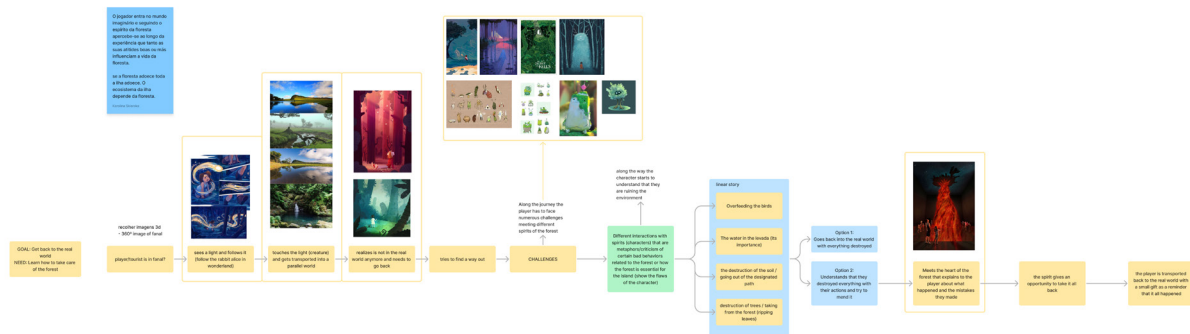 O jogador entra no mundo
imaginário e seguindo o
espírito da floresta
apercebe-se ao longo da
experiência que tanto as
suas atitdes boas ou más
influenciam a vida da
floresta.
se a floresta adoece toda
a ilha adoece. O
ecosistema da ilha
depende da floresta.
recolher imagens 3d
- 360º image of fanal
GOAL: Get back to the real
world
NEED: Learn how to take care of
the forest
player/tourist is in fanal?
sees a light and follows it
(follow the rabbit alice in
wonderland)
touches the light (creature)
and gets transported into a
parallel world
realizes is not in the real
world anymore and needs to
go back
tries to find a way out
Along the journey the
player has to face
numerous challenges
meeting different
spirits of the forest
CHALLENGES
along the way the
charenter starts to
understand that they
are ruining the
environment
Different interactions with
spirits (characters) that are
metaphors/criticism of
certain bad behaviors
related to the forest or how
the forest is essential for
the island (show the flaws
of the character)
linear story
Overfeeding the birds
The water in the levada (its
importance)
the destruction of the soil /
going out of the designated
path
destruction of trees / taking
from the forest (ripping
leaves)
Option 1:
Goes back into the real world
with everything destroyed
Option 2:
Understands that they
destroyed everything with
their actions and try to
mend it
Meets the heart of the
forest that explains to the
player about what
happened and the mistakes
they made
the spirit gives an
opportunity to take it all
back
the player is transported
back to the real world with
a small gift as a reminder
that it all happened